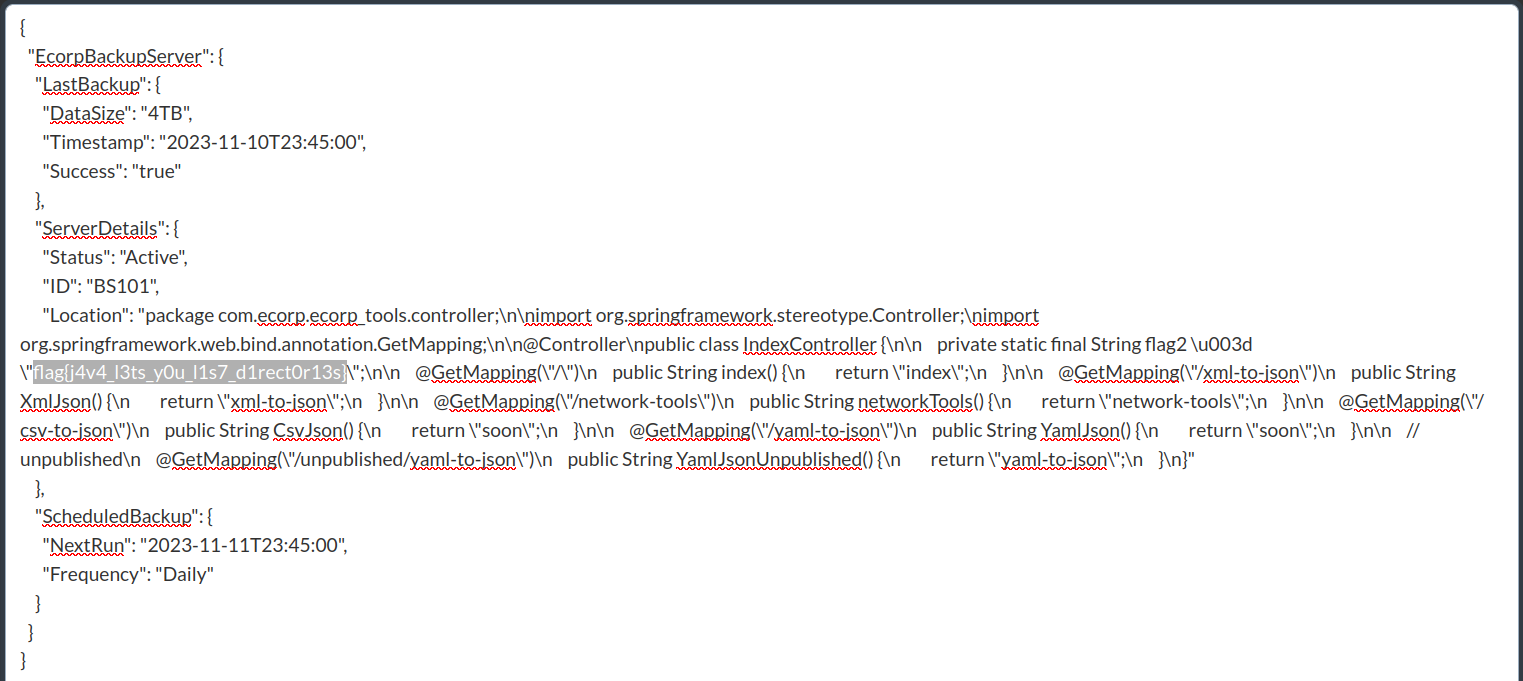 {
"EcorpBackupServer": {
"LastBackup": {
"DataSize": "4TB",
"Timestamp": "2023-11-10T23:45:00",
"Success": "true"
},
"ServerDetails": {
"Status": "Active",
"ID": "BS101",
"Location": "package com.ecorp.ecorp_tools.controller;\n\nimport org.springframework.stereotype.Controller;\nimport
org.springframework.web.bind.annotation.GetMapping;\n\n@Controller\npublic class IndexController {\n\n    private static final String flag2 \u003d
\"flag{j4v4_l3ts_y0u_l1s7_d1rect0r13s}\";\n\n    @GetMapping(\"/\")\n    public String index() {\n        return \"index\";\n    }\n\n    @GetMapping(\"/xml-to-json\")\n    public String
XmlJson() {\n        return \"xml-to-json\";\n    }\n\n    @GetMapping(\"/network-tools\")\n    public String networkTools() {\n        return \"network-tools\";\n    }\n\n    @GetMapping(\"/
csv-to-json\")\n    public String CsvJson() {\n        return \"soon\";\n    }\n\n    @GetMapping(\"/yaml-to-json\")\n    public String YamlJson() {\n        return \"soon\";\n    }\n\n    //
unpublished\n    @GetMapping(\"/unpublished/yaml-to-json\")\n    public String YamlJsonUnpublished() {\n        return \"yaml-to-json\";\n    }\n}"
},
"ScheduledBackup": {
"NextRun": "2023-11-11T23:45:00",
"Frequency": "Daily"
}
}
}